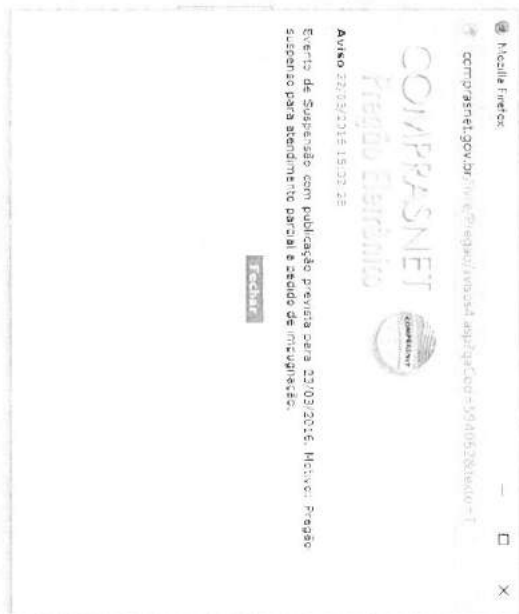 Mozilla Firefox
comprasnet.gov.br
COMPRASNET
Pregão Eletrônico
COMPRASNET
Aviso 22/03/2016 15:02:28
Evento de Suspensão com publicação prevista para 23/03/2016. Motivo: Pregão
suspenso para atendimento parcial a pedido de impugnação.
Fechar